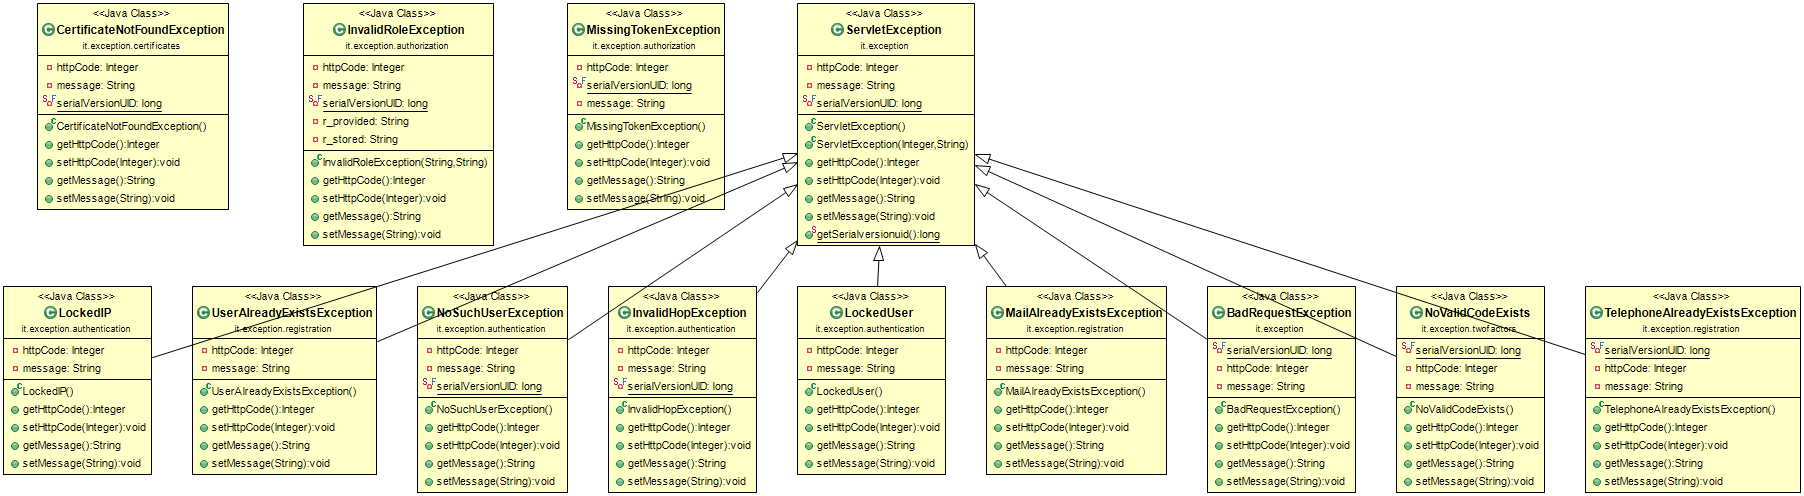 <<Java Class>>
CertificateNotFoundException
it.exception.certificates
httpCode: Integer
message: String
serialVersionUID: long
CertificateNotFoundException()
getHttpCode():Integer
setHttpCode(Integer):void
getMessage():String
setMessage(String):void
<<Java Class>>
InvalidRoleException
it.exception.authorization
httpCode: Integer
message: String
serialVersionUID: long
r_provided: String
r_stored: String
InvalidRoleException(String,String)
getHttpCode():Integer
setHttpCode(Integer):void
getMessage():String
setMessage(String):void
<<Java Class>>
MissingTokenException
it.exception.authorization
httpCode: Integer
serialVersionUID: long
message: String
MissingTokenException()
getHttpCode():Integer
setHttpCode(Integer):void
getMessage():String
setMessage(String):void
<<Java Class>>
ServletException
it.exception
httpCode: Integer
message: String
serialVersionUID: long
ServletException()
ServletException(Integer,String)
getHttpCode():Integer
setHttpCode(Integer):void
getMessage():String
setMessage(String):void
getSerialversionuid():long
<<Java Class>>
LockedIP
it.exception.authentication
httpCode: Integer
message: String
LockedIP()
getHttpCode():Integer
setHttpCode(Integer):void
getMessage():String
setMessage(String):void
<<Java Class>>
UserAlreadyExistsException
it.exception.registration
httpCode: Integer
message: String
UserAlreadyExistsException()
getHttpCode():Integer
setHttpCode(Integer):void
getMessage():String
setMessage(String):void
<<Java Class>>
NoSuchUserException
it.exception.authentication
httpCode: Integer
message: String
serialVersionUID: long
NoSuchUserException()
getHttpCode():Integer
setHttpCode(Integer):void
getMessage():String
setMessage(String):void
<<Java Class>>
InvalidHopException
it.exception.authentication
httpCode: Integer
message: String
serialVersionUID: long
InvalidHopException()
getHttpCode():Integer
setHttpCode(Integer):void
getMessage():String
setMessage(String):void
<<Java Class>>
LockedUser
it.exception.authentication
httpCode: Integer
message: String
LockedUser()
getHttpCode():Integer
setHttpCode(Integer):void
getMessage():String
setMessage(String):void
<<Java Class>>
MailAlreadyExistsException
it.exception.registration
httpCode: Integer
message: String
MailAlreadyExistsException()
getHttpCode():Integer
setHttpCode(Integer):void
getMessage():String
setMessage(String):void
<<Java Class>>
BadRequestException
it.exception.registration
serialVersionUID: long
httpCode: Integer
message: String
BadRequestException()
getHttpCode():Integer
setHttpCode(Integer):void
getMessage():String
setMessage(String):void
<<Java Class>>
NoValidCodeExists
it.exception.twofactors
serialVersionUID: long
httpCode: Integer
message: String
NoValidCodeExists()
getHttpCode():Integer
setHttpCode(Integer):void
getMessage():String
setMessage(String):void
<<Java Class>>
TelephoneAlreadyExistsException
it.exception.registration
serialVersionUID: long
httpCode: Integer
message: String
TelephoneAlreadyExistsException()
getHttpCode():Integer
setHttpCode(Integer):void
getMessage():String
setMessage(String):void